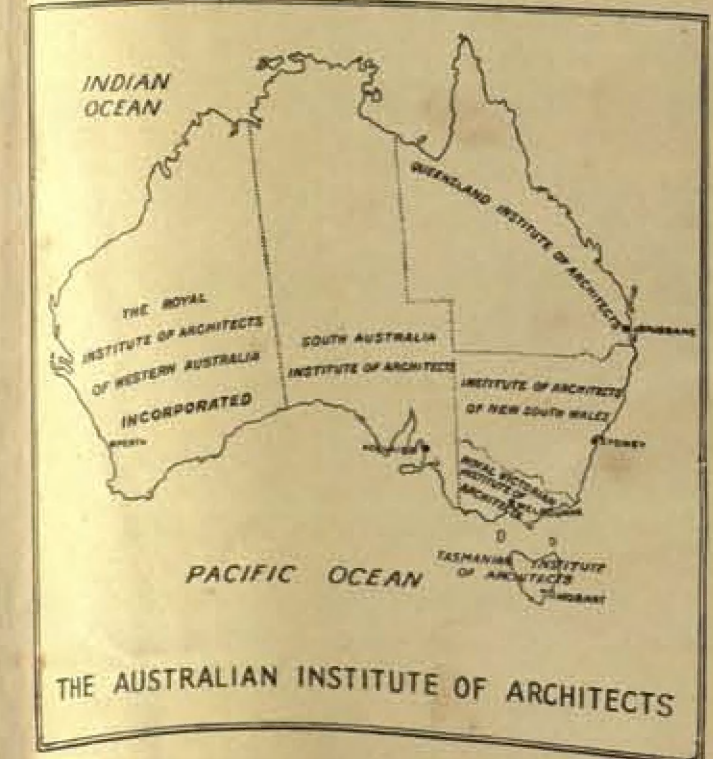 INDIAN
OCEAN
QUEENSLAND INSTITUTE OF ARCHITECTS
BRISBANE
THE ROYAL
INSTITUTE OF ARCHITECTS
OF WESTERN AUSTRALIA
INCORPORATED
PERTH
SOUTH AUSTRALIA
INSTITUTE OF ARCHITECTS
INSTITUTE OF ARCHITECTS
OF NEW SOUTH WALES
SYDNEY
ROYAL VICTORIAN
INSTITUTE OF
ARCHITECTS
TASMANIAN INSTITUTE
OF ARCHITECTS
HOBART
PACIFIC OCEAN
THE AUSTRALIAN INSTITUTE OF ARCHITECTS